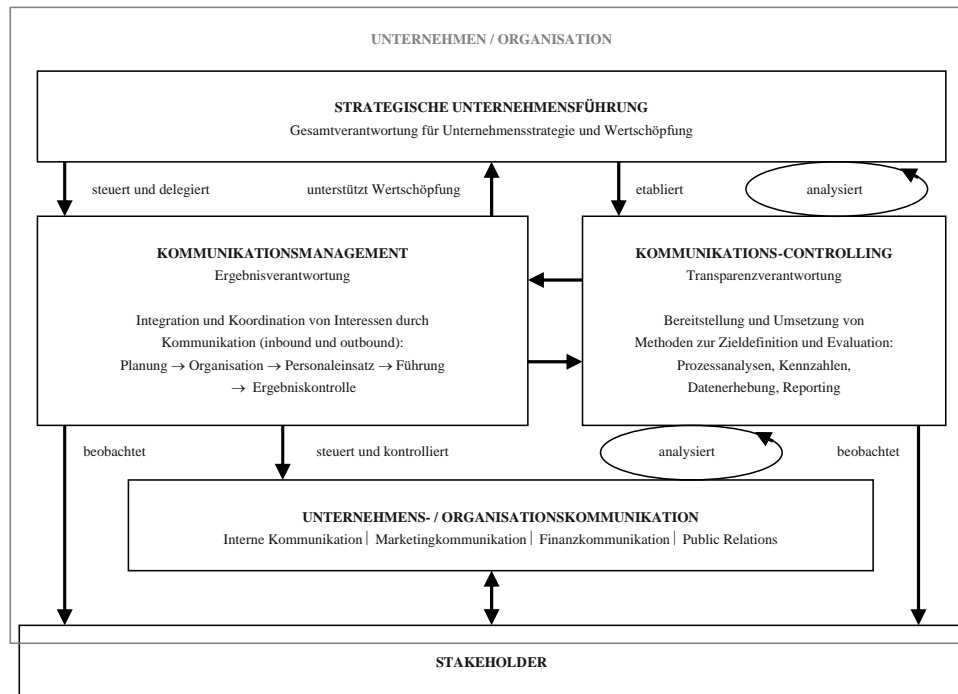 UNTERNEHMEN / ORGANISATION
STRATEGISCHE UNTERNEHMENSFÜHRUNG
Gesamtverantwortung für Unternehmensstrategie und Wertschöpfung
steuert und delegiert
unterstützt Wertschöpfung
etabliert
analysiert
KOMMUNIKATIONSMANAGEMENT
Ergebnisverantwortung
Integration und Koordination von Interessen durch
Kommunikation (inbound und outbound):
Planung → Organisation → Personaleinsatz → Führung
→ Ergebniskontrolle
KOMMUNIKATIONS-CONTROLLING
Transparenzverantwortung
Bereitstellung und Umsetzung von
Methoden zur Zieldefinition und Evaluation:
Prozessanalysen, Kennzahlen,
Datenerhebung, Reporting
beobachtet
steuert und kontrolliert
analysiert
beobachtet
UNTERNEHMENS- / ORGANISATIONSKOMMUNIKATION
Interne Kommunikation | Marketingkommunikation | Finanzkommunikation | Public Relations
STAKEHOLDER